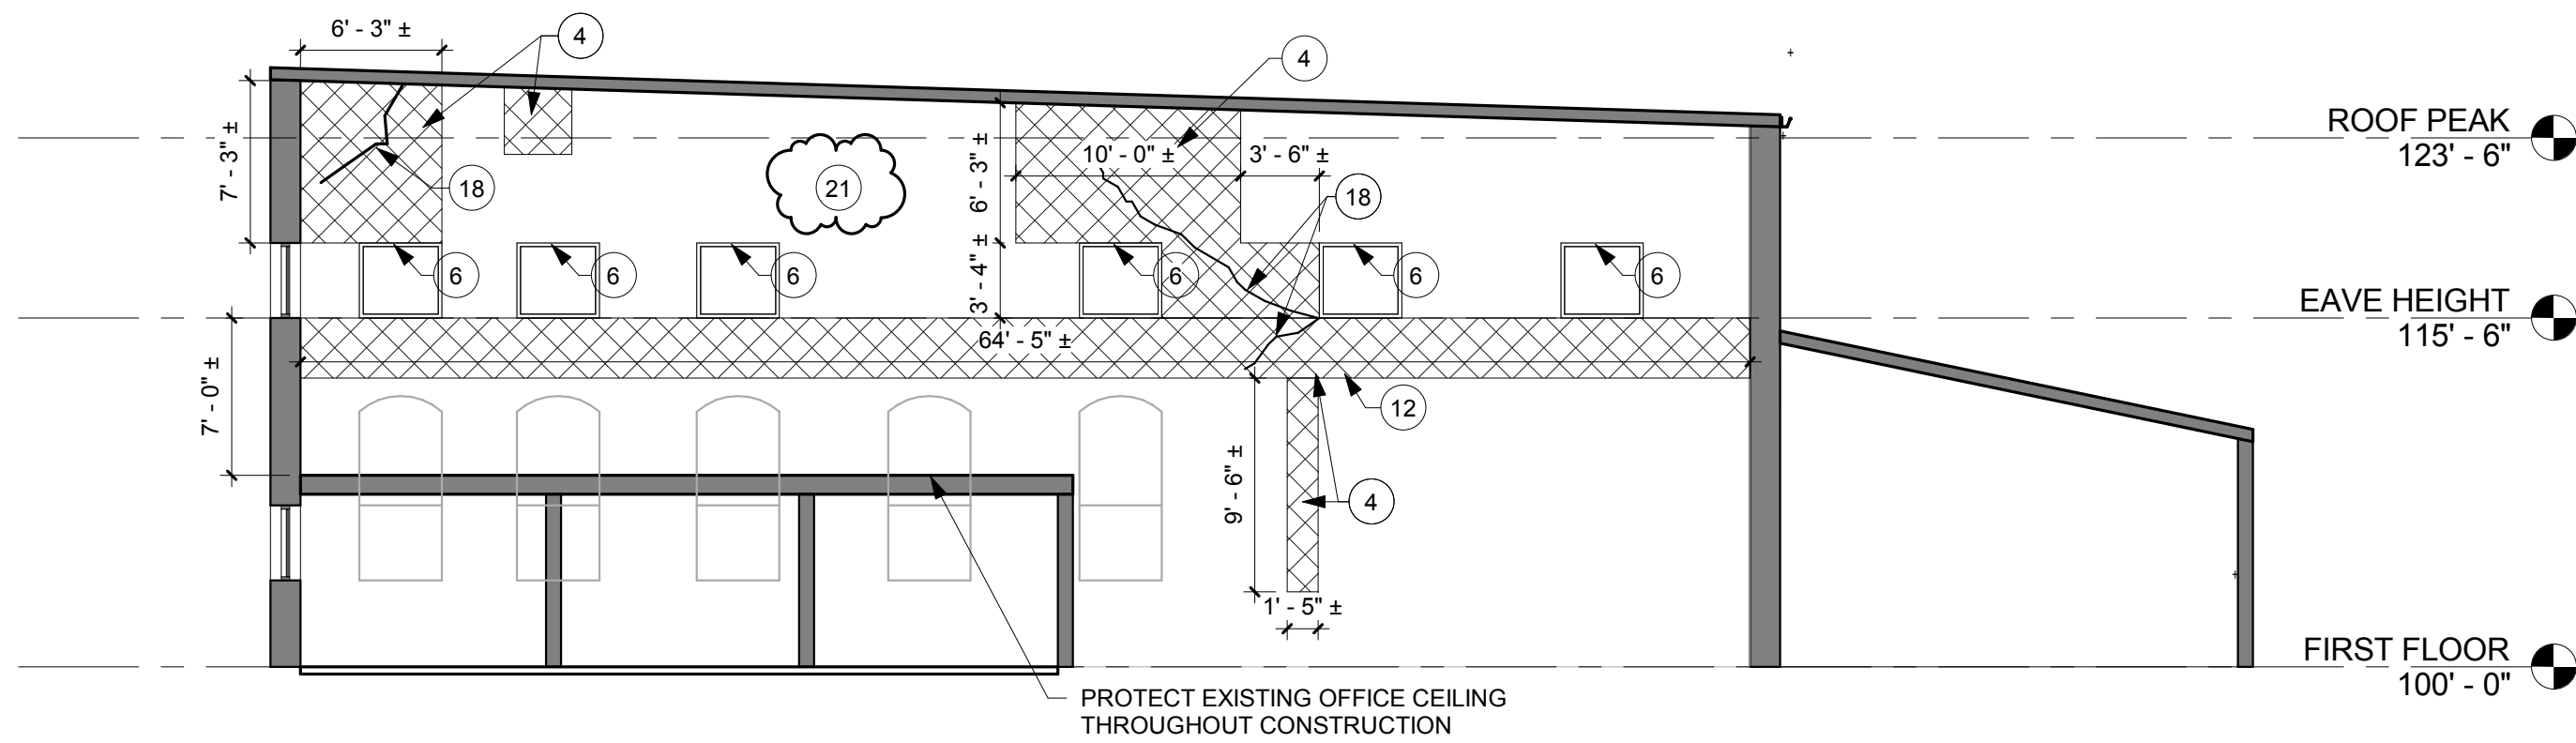 6' - 3" ±
4
4
ROOF PEAK
123' - 6"
7' - 3" ±
18
21
6' - 3" ±
10' - 0" ±
3' - 6" ±
18
6
6
6
3' - 4" ±
6
6
6
EAVE HEIGHT
115' - 6"
64' - 5" ±
7' - 0" ±
12
9' - 6" ±
4
1' - 5" ±
FIRST FLOOR
100' - 0"
PROTECT EXISTING OFFICE CEILING
THROUGHOUT CONSTRUCTION